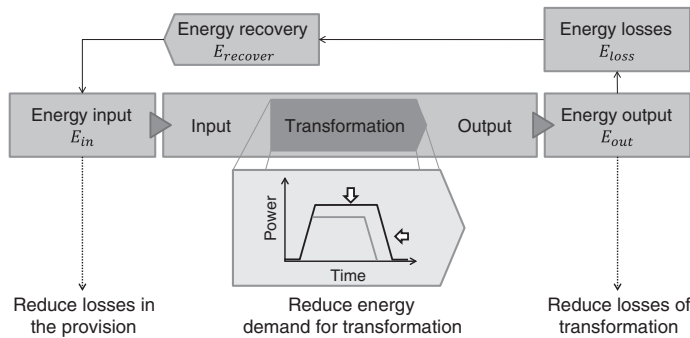 Energy recovery
E_recover
Energy losses
E_loss
Energy input
E_in
Input
Transformation
Output
Energy output
E_out
Power
Time
Reduce losses in
the provision
Reduce energy
demand for transformation
Reduce losses of
transformation